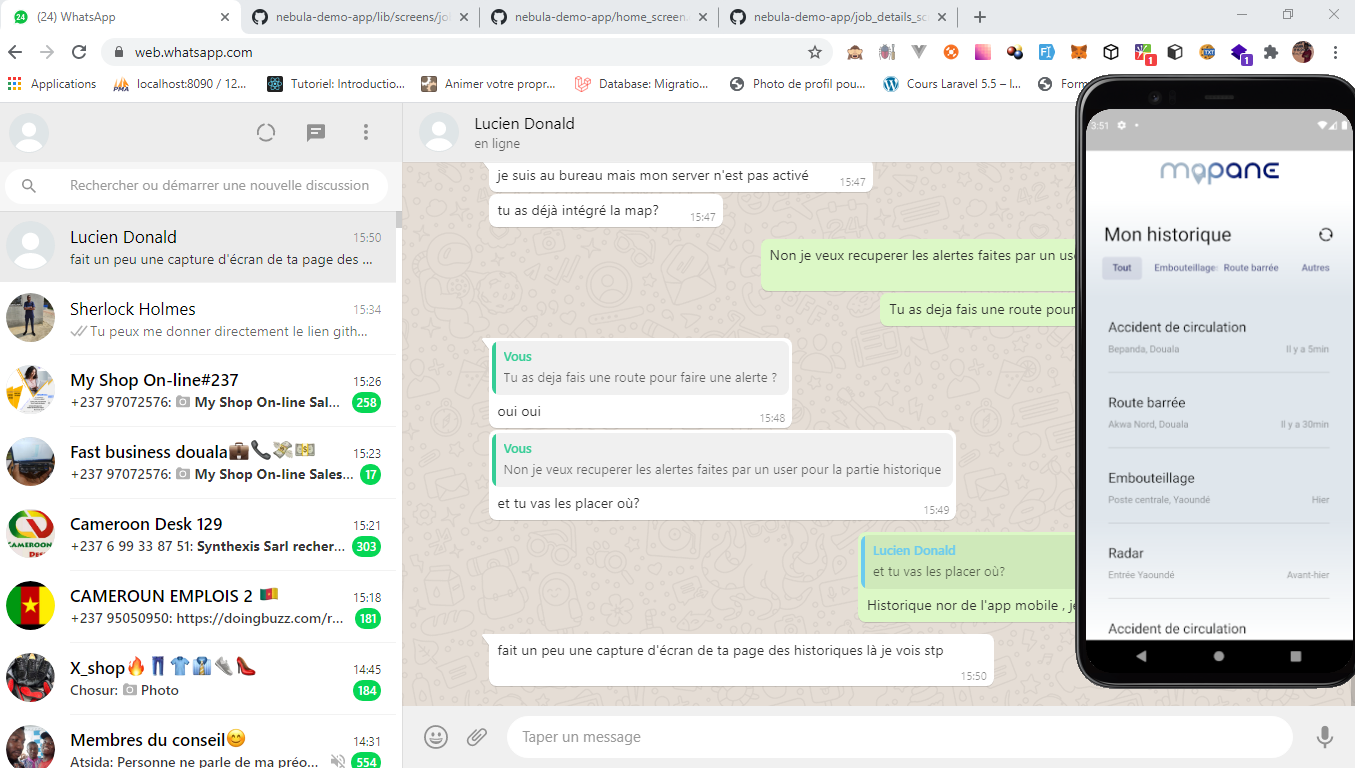 24
(24) WhatsApp
nebula-demo-app/lib/screens/jo
nebula-demo-app/home_screen.
nebula-demo-app/job_details_sc
web.whatsapp.com
1
1
Applications
localhost:8090 / 12...
Tutoriel: Introductio...
Animer votre propr...
Database: Migratio...
Photo de profil pou...
Cours Laravel 5.5 – l...
Form
Rechercher ou démarrer une nouvelle discussion
Lucien Donald
15:50
fait un peu une capture d'écran de ta page des ...
Sherlock Holmes
15:34
Tu peux me donner directement le lien gith...
My Shop On-line#237
15:26
+237 97072576: My Shop On-line Sal...
258
Fast business douala💼📞💸💵
15:23
+237 97072576: My Shop On-line Sales...
17
Cameroon Desk 129
15:21
+237 6 99 33 87 51: Synthexis Sarl recher...
303
CAMEROUN EMPLOIS 2 🇨🇲
15:18
+237 95050950: https://doingbuzz.com/r...
181
X_shop🔥👖👕👔👟👠
14:45
Chosur: Photo
184
Membres du conseil😊
14:31
Atsida: Personne ne parle de ma préo...
554
Lucien Donald
en ligne
je suis au bureau mais mon server n'est pas activé
15:47
tu as déjà intégré la map?
15:47
Non je veux recuperer les alertes faites par un use
Tu as deja fais une route pour
Vous
Tu as deja fais une route pour faire une alerte ?
oui oui
15:48
Vous
Non je veux recuperer les alertes faites par un user pour la partie historique
et tu vas les placer où?
15:49
Lucien Donald
et tu vas les placer où?
Historique nor de l'app mobile , je
fait un peu une capture d'écran de ta page des historiques là je vois stp
15:50
Taper un message
3:51
mapane
Mon historique
Tout
Embouteillage
Route barrée
Autres
Accident de circulation
Bepanda, Douala
Il y a 5min
Route barrée
Akwa Nord, Douala
Il y a 30min
Embouteillage
Poste centrale, Yaoundé
Hier
Radar
Entrée Yaoundé
Avant-hier
Accident de circulation